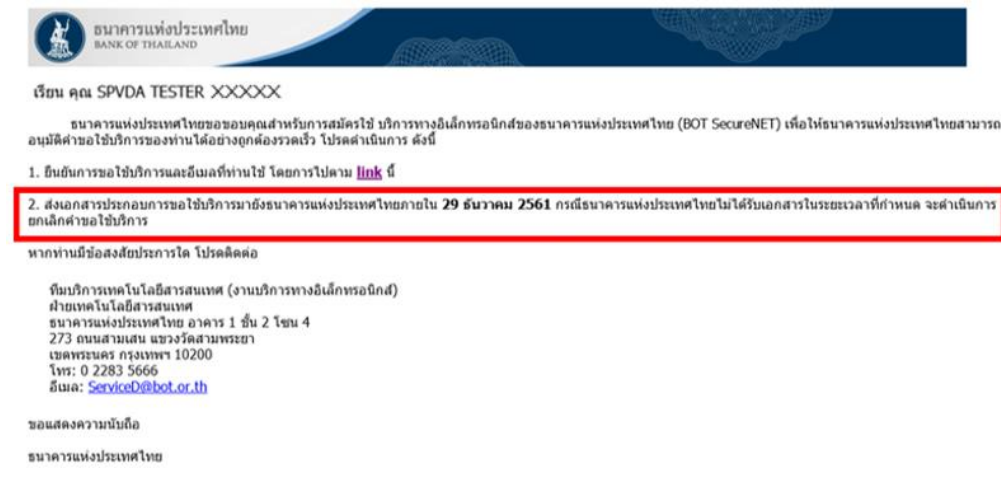 ธนาคารแห่งประเทศไทย
BANK OF THAILAND
เรียน คุณ SPVDA TESTER XXXXX
ธนาคารแห่งประเทศไทยขอขอบคุณสำหรับการสมัครใช้ บริการทางอิเล็กทรอนิกส์ของธนาคารแห่งประเทศไทย (BOT SecureNET) เพื่อให้ธนาคารแห่งประเทศไทยสามารถ
อนุมัติคำขอใช้บริการของท่านได้อย่างถูกต้องรวดเร็ว โปรดดำเนินการ ดังนี้
1. ยืนยันการขอใช้บริการและอีเมลที่ท่านใช้ โดยการไปตาม link นี้
2. ส่งเอกสารประกอบการขอใช้บริการมายังธนาคารแห่งประเทศไทยภายใน 29 ธันวาคม 2561 กรณีธนาคารแห่งประเทศไทยไม่ได้รับเอกสารในระยะเวลาที่กำหนด จะดำเนินการ
ยกเลิกคำขอใช้บริการ
หากท่านมีข้อสงสัยประการใด โปรดติดต่อ
ทีมบริการเทคโนโลยีสารสนเทศ (งานบริการทางอิเล็กทรอนิกส์)
ฝ่ายเทคโนโลยีสารสนเทศ
ธนาคารแห่งประเทศไทย อาคาร 1 ชั้น 2 โซน 4
273 ถนนสามเสน แขวงวัดสามพระยา
เขตพระนคร กรุงเทพฯ 10200
โทร: 0 2283 5666
อีเมล: ServiceD@bot.or.th
ขอแสดงความนับถือ
ธนาคารแห่งประเทศไทย